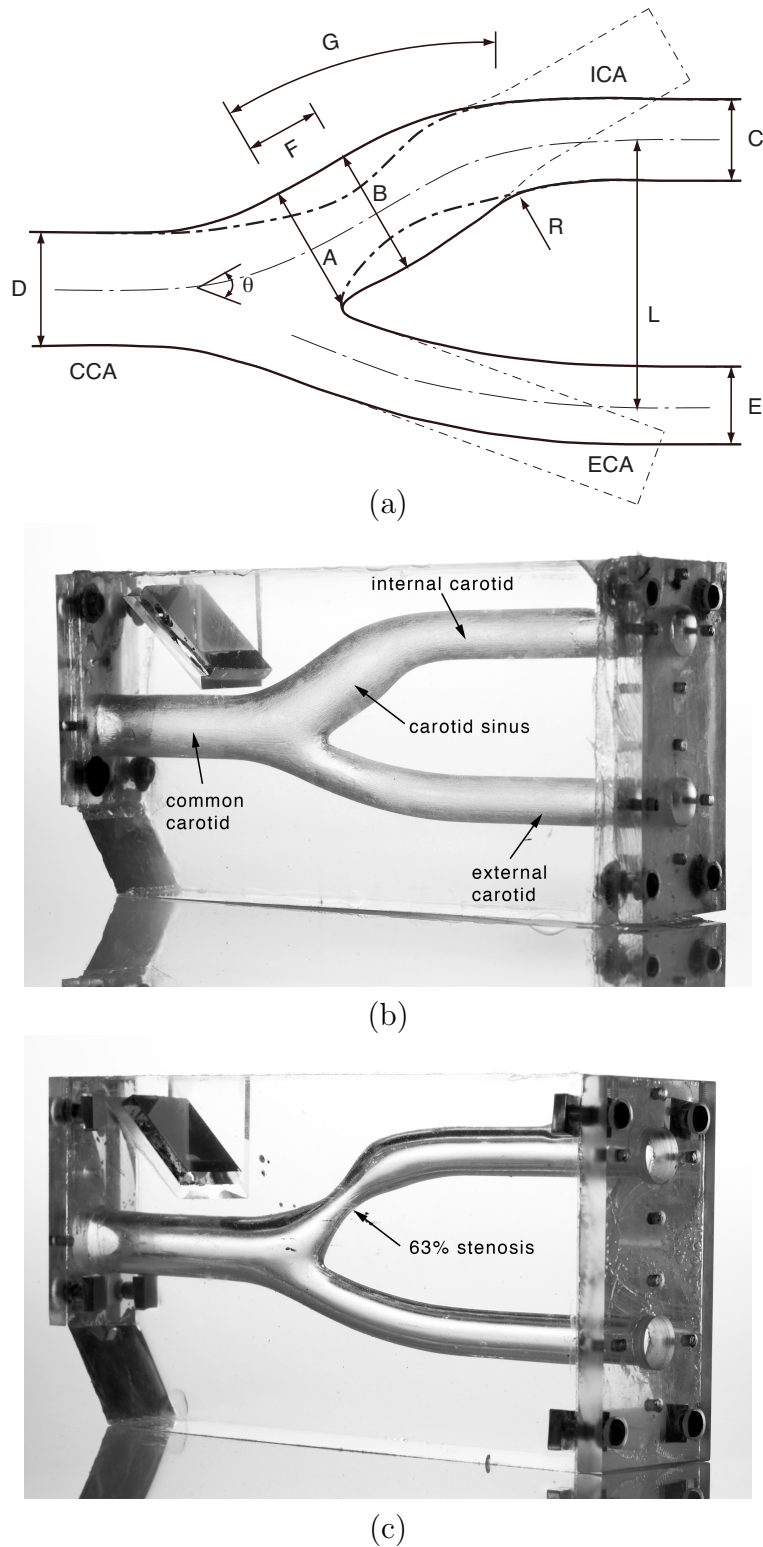 G
ICA
F
C
B
R
A
D
θ
L
CCA
E
ECA
(a)
internal carotid
carotid sinus
common
carotid
external
carotid
(b)
63% stenosis
(c)